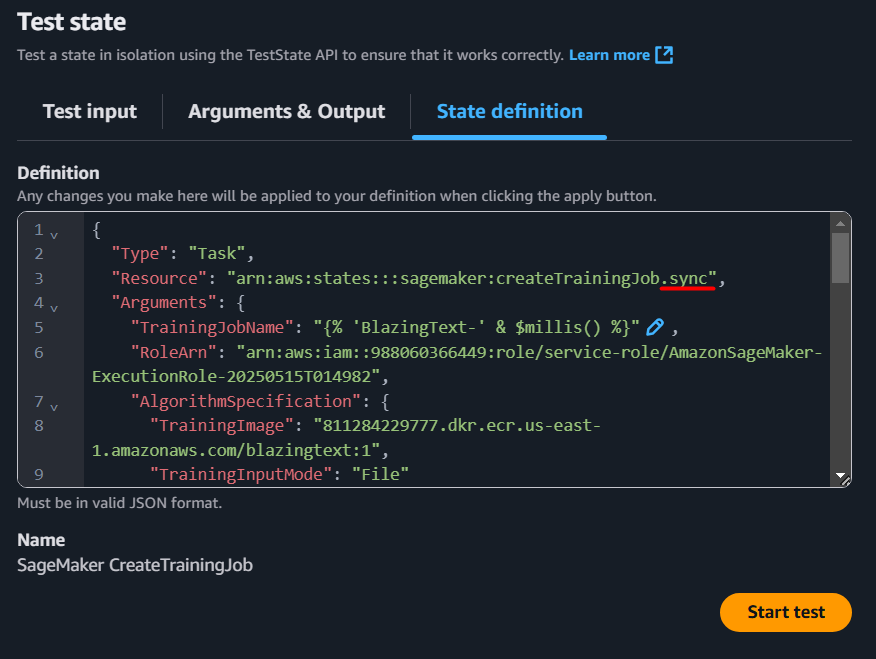 Test state
Test a state in isolation using the TestState API to ensure that it works correctly. Learn more
Test input Arguments & Output State definition
Definition
Any changes you make here will be applied to your definition when clicking the apply button.
1 {
2 "Type": "Task",
3 "Resource": "arn:aws:states:::sagemaker:createTrainingJob.sync",
4 "Arguments": {
5 "TrainingJobName": "{% 'BlazingText-' & $millis() %}" ,
6 "RoleArn": "arn:aws:iam::988060366449:role/service-role/AmazonSageMaker-
ExecutionRole-20250515T014982",
7 "AlgorithmSpecification": {
8 "TrainingImage": "811284229777.dkr.ecr.us-east-
1.amazonaws.com/blazingtext:1",
9 "TrainingInputMode": "File"
Must be in valid JSON format.
Name
SageMaker CreateTrainingJob
Start test